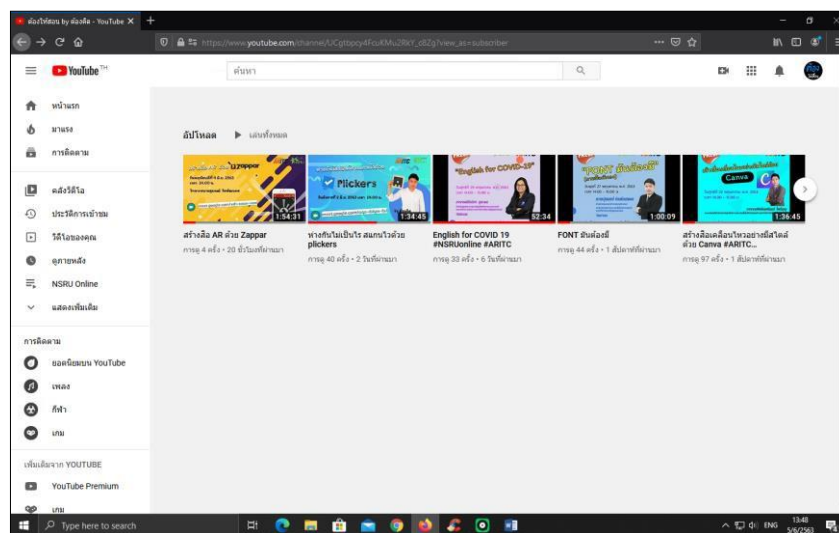 ต้องให้สอน by ต้องคิด - YouTube
https://www.youtube.com/channel/
view_as=subscriber
YouTube TH
ค้นหา
หน้าแรก
มาแรง
การติดตาม
คลังวิดีโอ
ประวัติการเข้าชม
วิดีโอของคุณ
ดูภายหลัง
NSRU Online
แสดงเพิ่มเติม
การติดตาม
ยอดนิยมบน YouTube
เพลง
กีฬา
เกม
เพิ่มเติมจาก YOUTUBE
YouTube Premium
เกม
อัปโหลด
เล่นทั้งหมด
zappar
1:54:31
สร้างสื่อ AR ด้วย Zappar
การดู 4 ครั้ง • 20 ชั่วโมงที่ผ่านมา
Plickers
1:34:45
ห่างกันไม่เป็นไร สแกนไวด้วย
plickers
การดู 40 ครั้ง • 2 วันที่ผ่านมา
"English for COVID-19"
52:34
English for COVID 19
#NSRUonline #ARITC
การดู 33 ครั้ง • 6 วันที่ผ่านมา
"FONT มันต้องมี"
1:00:09
FONT มันต้องมี
การดู 44 ครั้ง • 1 สัปดาห์ที่ผ่านมา
Canva
1:36:45
สร้างสื่อเคลื่อนไหวอย่างมีสไตล์
ด้วย Canva #ARITC...
การดู 97 ครั้ง • 1 สัปดาห์ที่ผ่านมา
Type here to search
ENG
13:48
5/6/2563